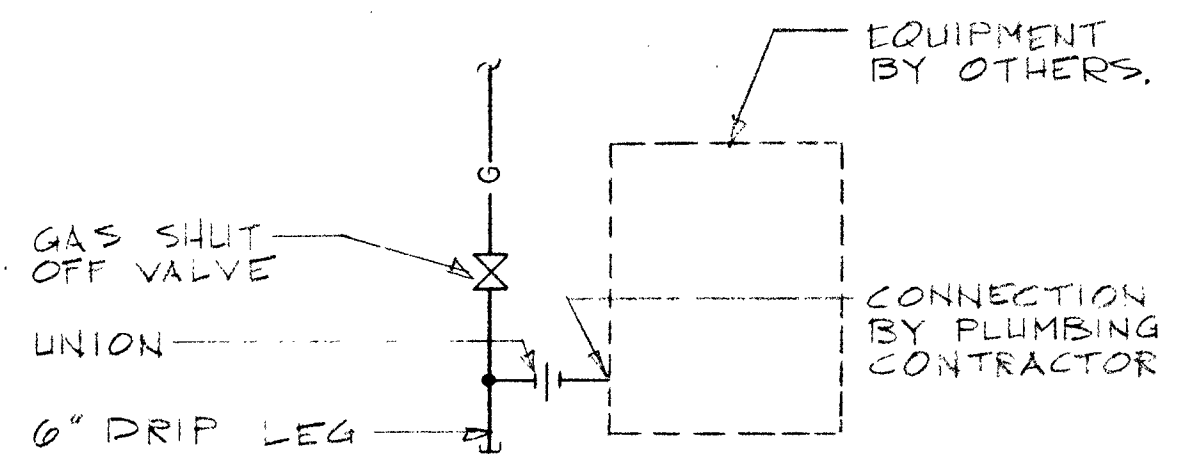 EQUIPMENT
BY OTHERS.
G
GAS SHUT
OFF VALVE
CONNECTION
BY PLUMBING
CONTRACTOR
UNION
6" DRIP LEG